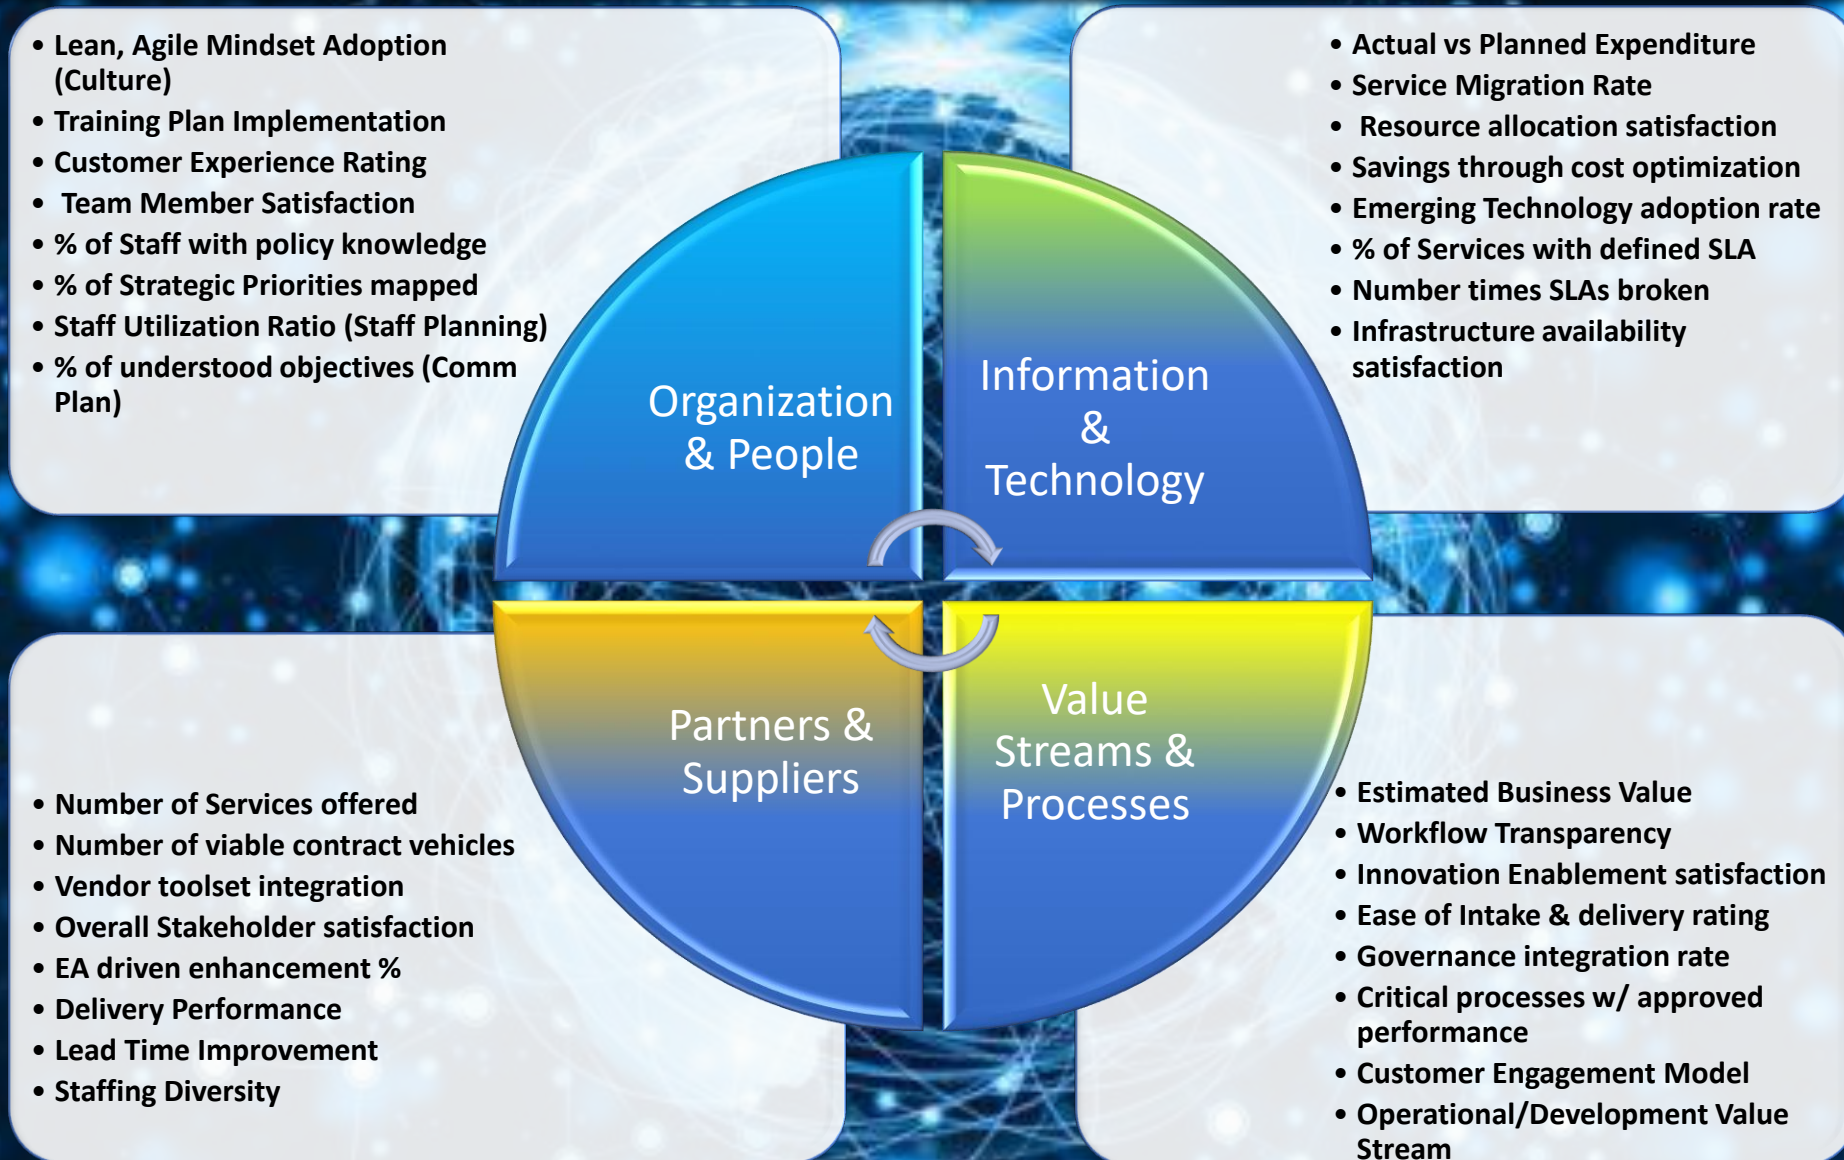 • Lean, Agile Mindset Adoption
(Culture)
• Training Plan Implementation
• Customer Experience Rating
• Team Member Satisfaction
• % of Staff with policy knowledge
• % of Strategic Priorities mapped
• Staff Utilization Ratio (Staff Planning)
• % of understood objectives (Comm
Plan)
• Actual vs Planned Expenditure
• Service Migration Rate
• Resource allocation satisfaction
• Savings through cost optimization
• Emerging Technology adoption rate
• % of Services with defined SLA
• Number times SLAs broken
• Infrastructure availability
satisfaction
Organization
& People
Information
&
Technology
Partners &
Suppliers
Value
Streams &
Processes
• Number of Services offered
• Number of viable contract vehicles
• Vendor toolset integration
• Overall Stakeholder satisfaction
• EA driven enhancement %
• Delivery Performance
• Lead Time Improvement
• Staffing Diversity
• Estimated Business Value
• Workflow Transparency
• Innovation Enablement satisfaction
• Ease of Intake & delivery rating
• Governance integration rate
• Critical processes w/ approved
performance
• Customer Engagement Model
• Operational/Development Value
Stream